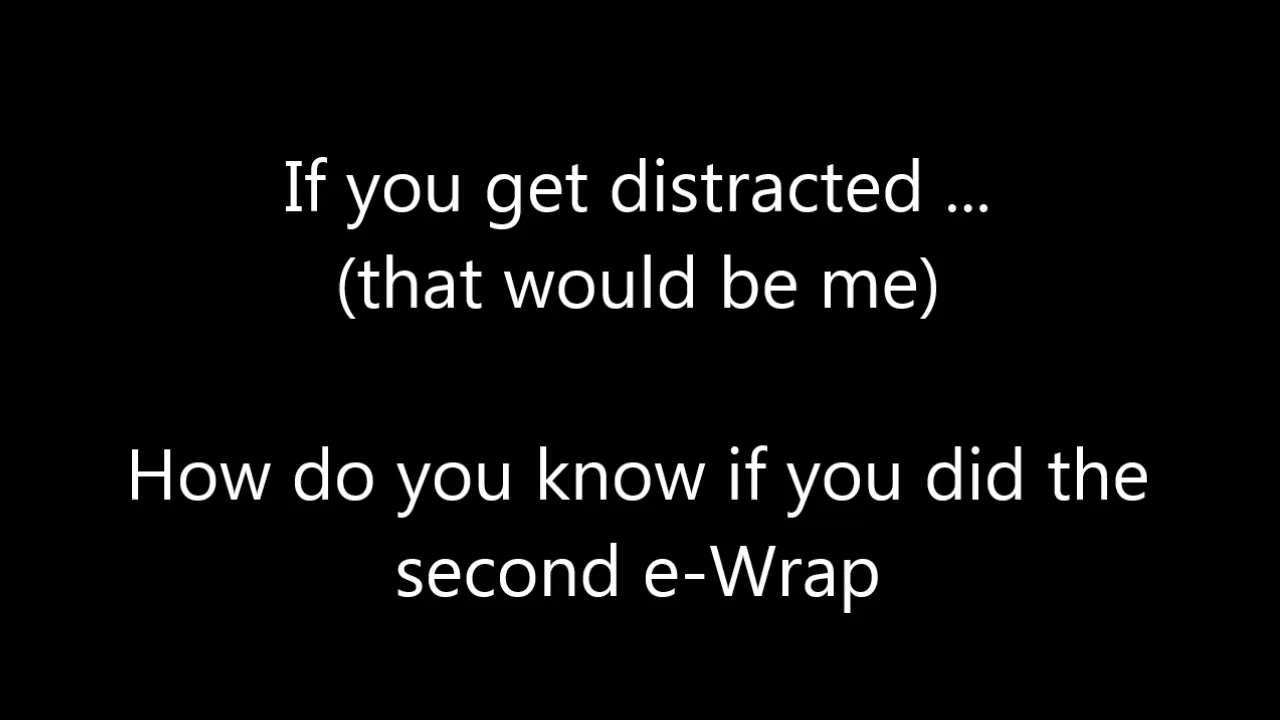 If you get distracted ...
(that would be me)
How do you know if you did the
second e-Wrap